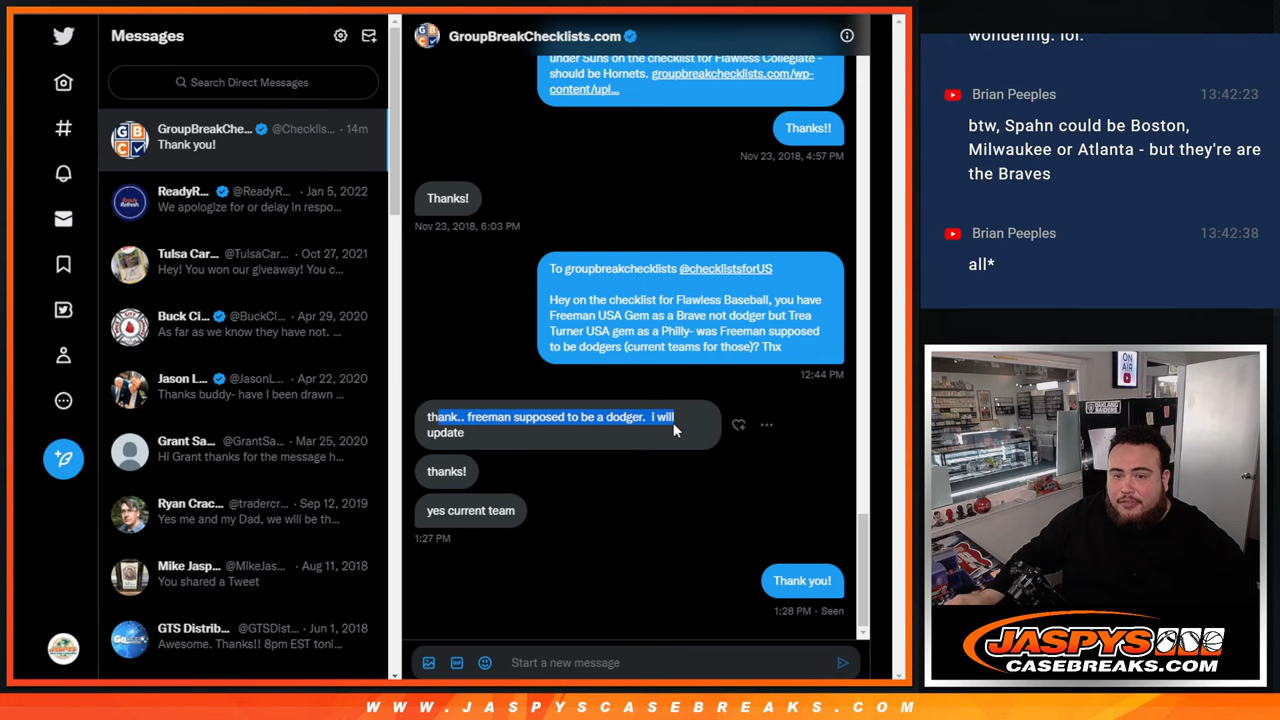 Messages
Search Direct Messages
GroupBreakChe... @Checklis... · 14m
Thank you!
ReadyR... @ReadyR... · Jan 5, 2022
We apologize for or delay in respo...
Tulsa Car... @TulsaCar... · Oct 27, 2021
Hey! You won our giveaway! You c...
Buck Ci... @BuckCi... · Apr 29, 2020
As far as we know they have not. ...
Jason L... @JasonL... · Apr 22, 2020
Thanks buddy- have I been drawn ...
Grant Sa... @GrantSa... · Mar 25, 2020
Hi Grant thanks for the message h...
Ryan Crac... @tradercr... · Sep 12, 2019
Yes me and my Dad, we will be th...
Mike Jasp... @MikeJas... · Aug 11, 2018
You shared a Tweet
GTS Distrib... @GTSDist... · Jun 1, 2018
Awesome. Thanks!! 8pm EST toni...
GroupBreakChecklists.com
under Suns on the checklist for Flawless Collegiate -
should be Hornets. groupbreakchecklists.com/wp-
content/upl...
Thanks!!
Nov 23, 2018, 4:57 PM
Thanks!
Nov 23, 2018, 6:03 PM
To groupbreakchecklists @checklistsforUS
Hey on the checklist for Flawless Baseball, you have
Freeman USA Gem as a Brave not dodger but Trea
Turner USA gem as a Philly- was Freeman supposed
to be dodgers (current teams for those)? Thx
12:44 PM
thank.. freeman supposed to be a dodger.  i will
update
thanks!
yes current team
1:27 PM
Thank you!
1:28 PM · Seen
Start a new message
wondering. lol.
Brian Peeples 13:42:23
btw, Spahn could be Boston,
Milwaukee or Atlanta - but they're are
the Braves
Brian Peeples 13:42:38
all*
ON
AIR
JASPYS
CASEBREAKS.COM
WWW.JASPYSCASEBREAKS.COM